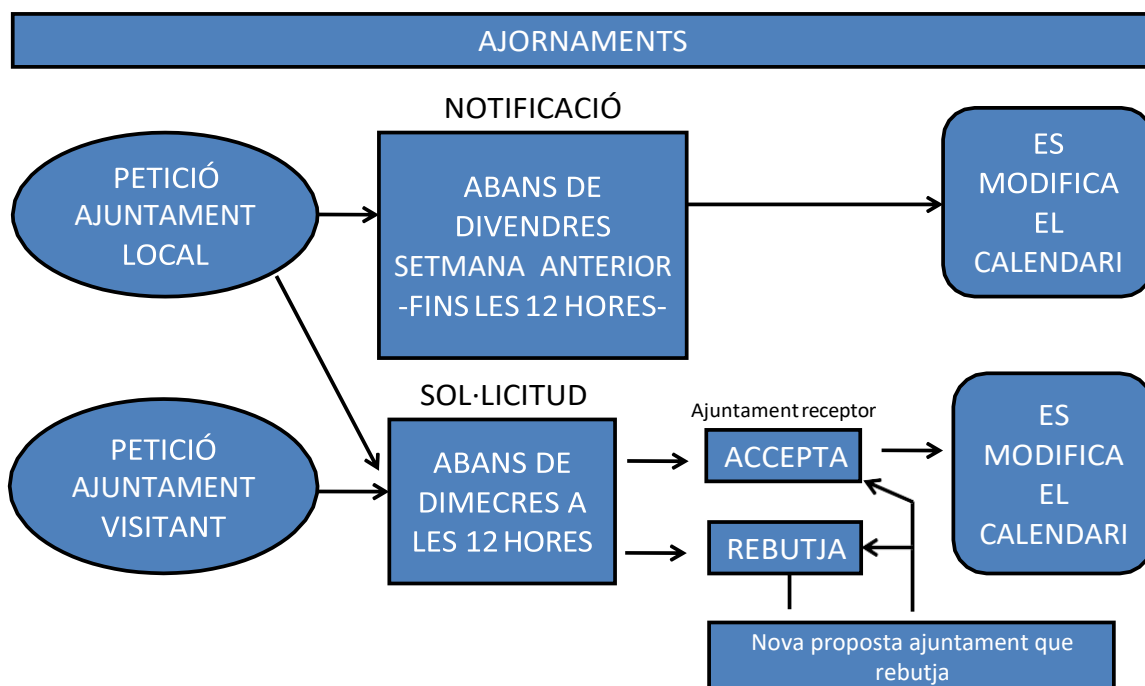 AJORNAMENTS
NOTIFICACIÓ
PETICIÓ
AJUNTAMENT
LOCAL
ABANS DE
DIVENDRES
SETMANA ANTERIOR
-FINS LES 12 HORES-
ES
MODIFICA
EL
CALENDARI
SOL·LICITUD
PETICIÓ
AJUNTAMENT
VISITANT
ABANS DE
DIMECRES A
LES 12 HORES
Ajuntament receptor
ACCEPTA
REBUTJA
ES
MODIFICA
EL
CALENDARI
Nova proposta ajuntament que
rebutja